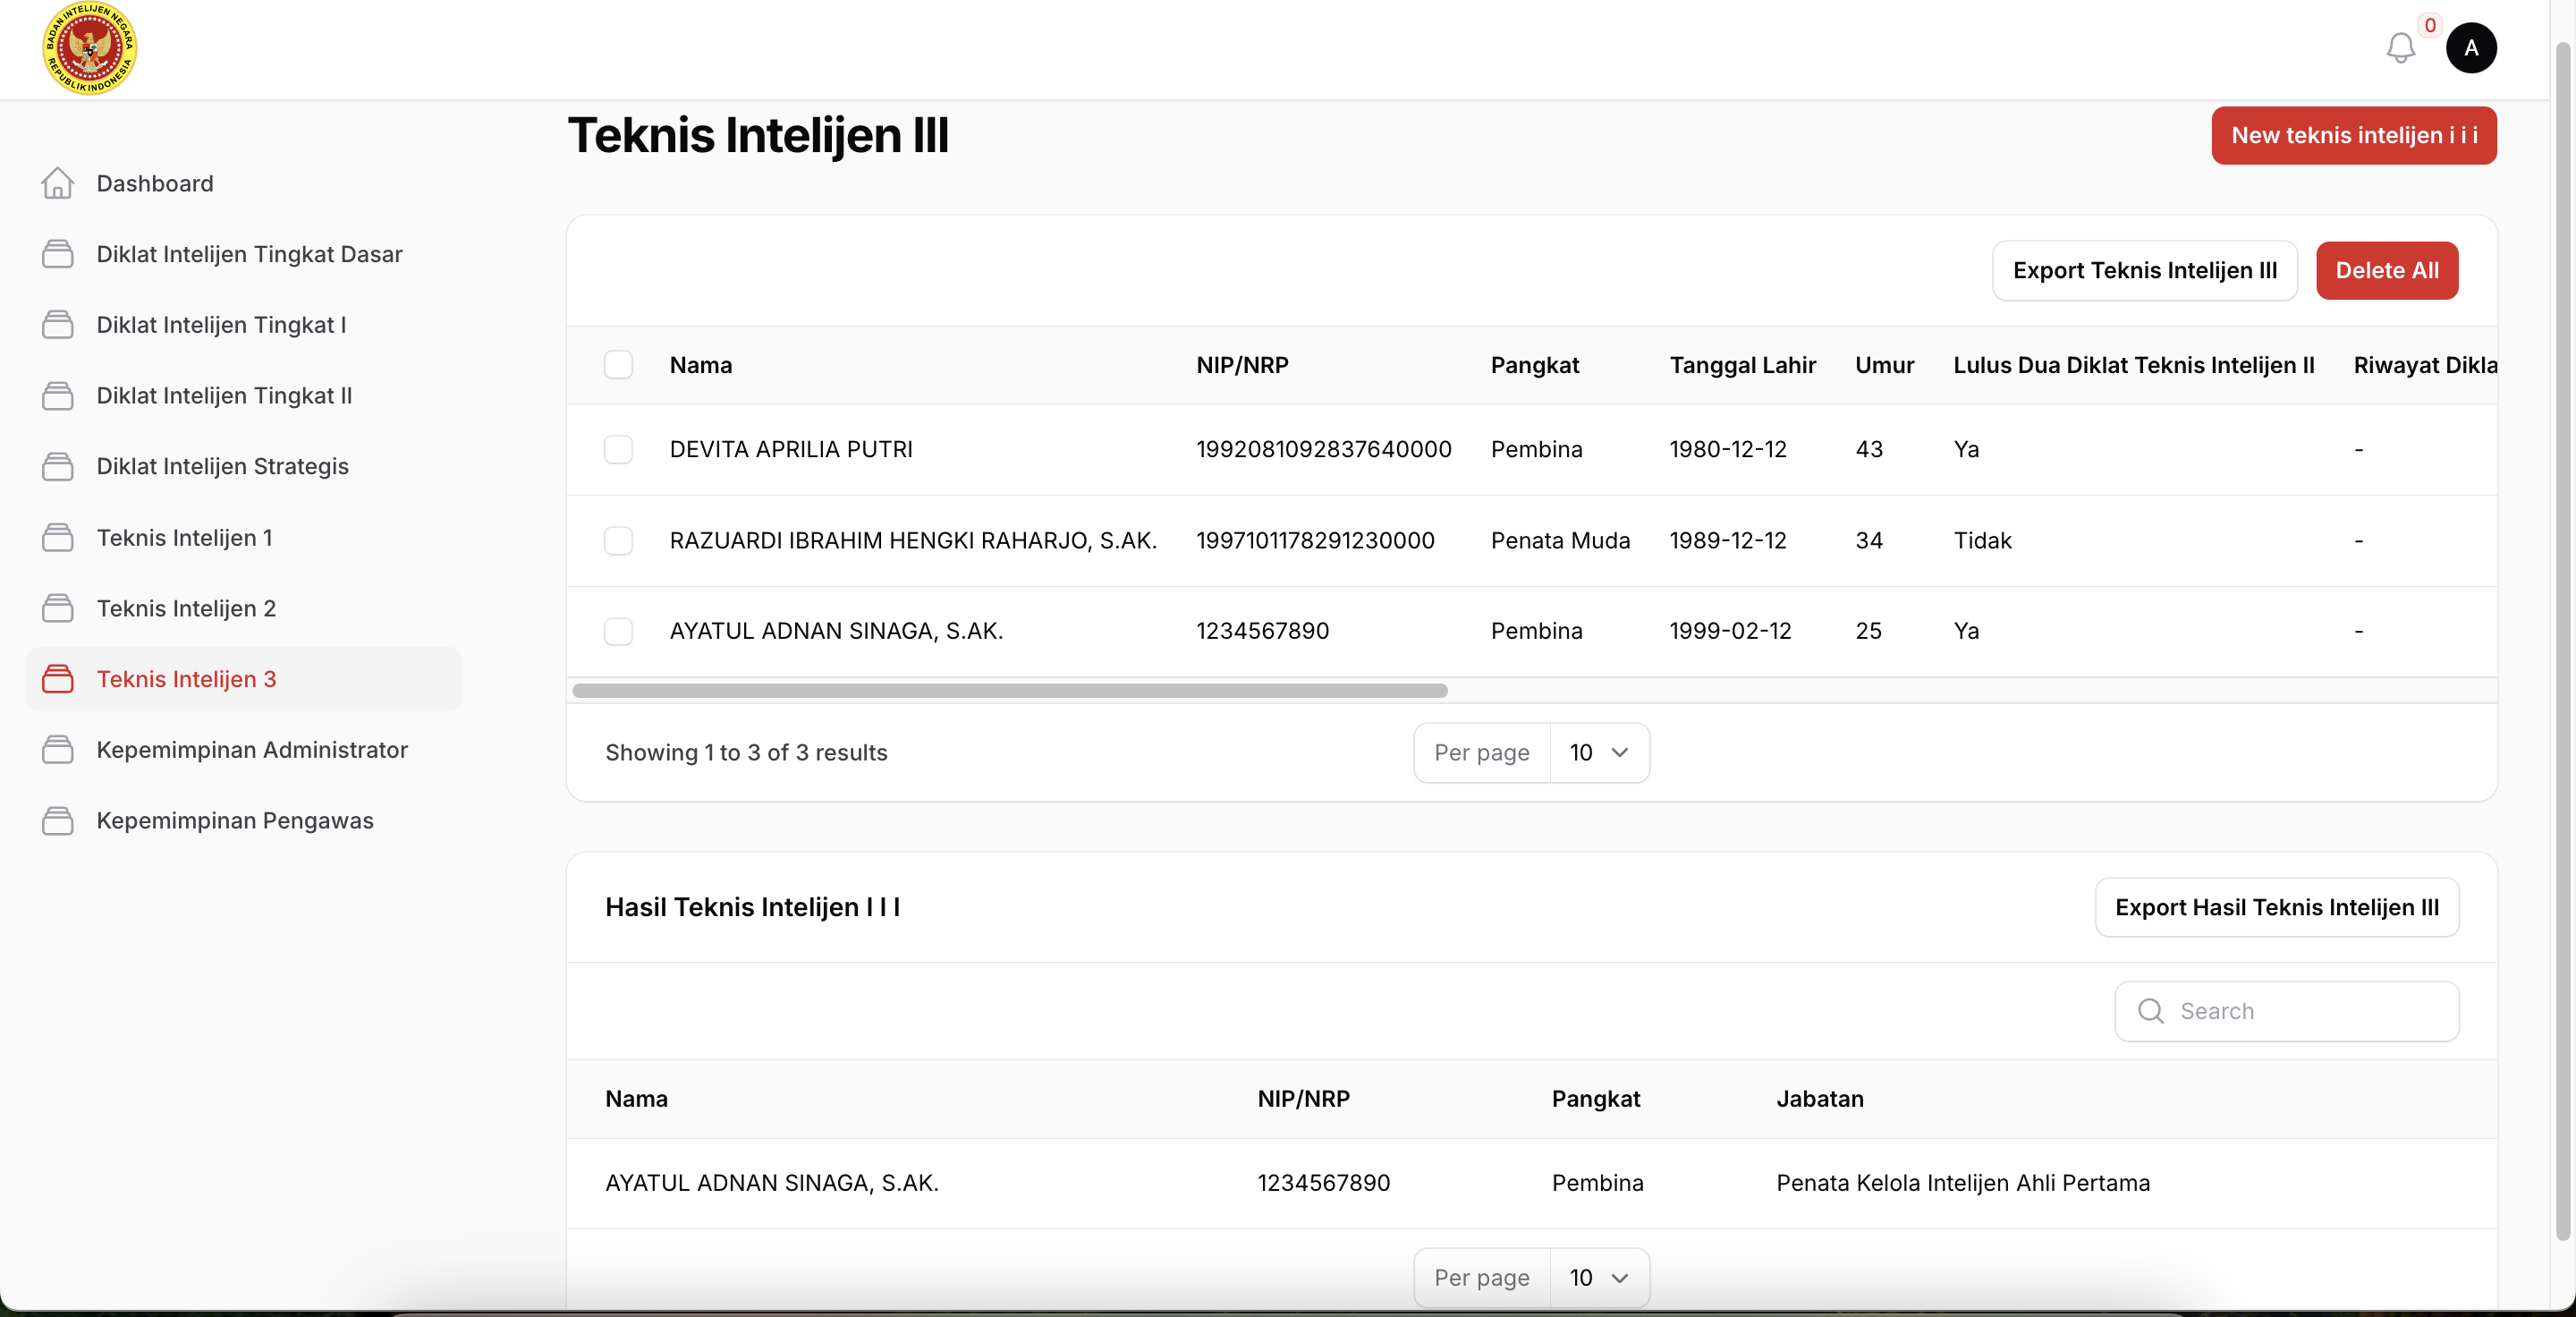 BADAN INTELIJEN NEGARA
REPUBLIK INDONESIA
0
A
Dashboard
Diklat Intelijen Tingkat Dasar
Diklat Intelijen Tingkat I
Diklat Intelijen Tingkat II
Diklat Intelijen Strategis
Teknis Intelijen 1
Teknis Intelijen 2
Teknis Intelijen 3
Kepemimpinan Administrator
Kepemimpinan Pengawas
Teknis Intelijen III
New teknis intelijen i i i
Export Teknis Intelijen III Delete All
Nama NIP/NRP Pangkat Tanggal Lahir Umur Lulus Dua Diklat Teknis Intelijen II Riwayat Dikla
DEVITA APRILIA PUTRI 1992081092837640000 Pembina 1980-12-12 43 Ya -
RAZUARDI IBRAHIM HENGKI RAHARJO, S.AK. 1997101178291230000 Penata Muda 1989-12-12 34 Tidak -
AYATUL ADNAN SINAGA, S.AK. 1234567890 Pembina 1999-02-12 25 Ya -
Showing 1 to 3 of 3 results Per page 10
Hasil Teknis Intelijen I I I Export Hasil Teknis Intelijen III
Search
Nama NIP/NRP Pangkat Jabatan
AYATUL ADNAN SINAGA, S.AK. 1234567890 Pembina Penata Kelola Intelijen Ahli Pertama
Per page 10